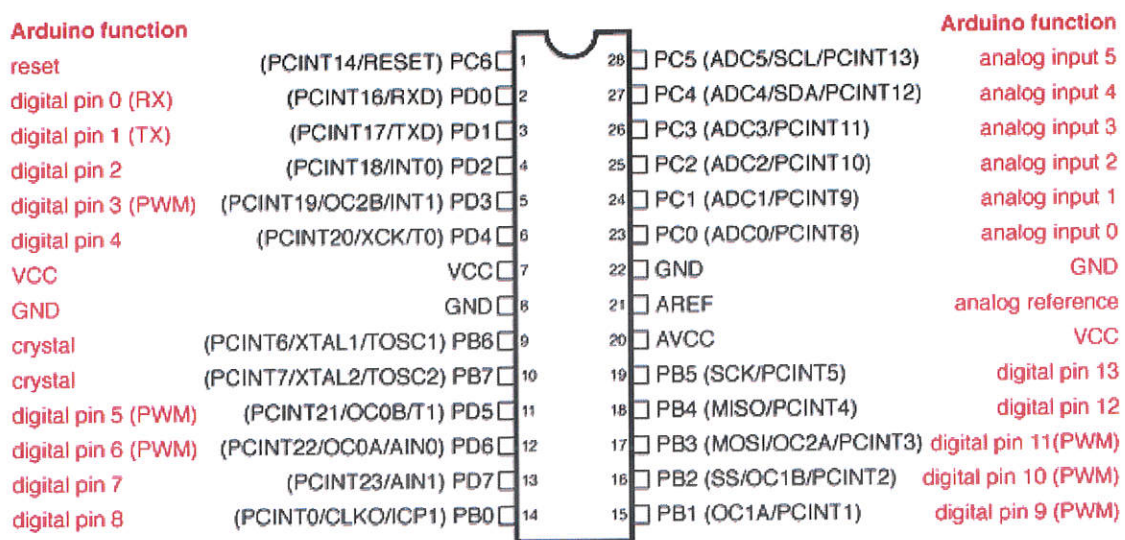 Arduino function Arduino function
reset (PCINT14/RESET) PC6 1 28 PC5 (ADC5/SCL/PCINT13) analog input 5
digital pin 0 (RX) (PCINT16/RXD) PD0 2 27 PC4 (ADC4/SDA/PCINT12) analog input 4
digital pin 1 (TX) (PCINT17/TXD) PD1 3 26 PC3 (ADC3/PCINT11) analog input 3
digital pin 2 (PCINT18/INT0) PD2 4 25 PC2 (ADC2/PCINT10) analog input 2
digital pin 3 (PWM) (PCINT19/OC2B/INT1) PD3 5 24 PC1 (ADC1/PCINT9) analog input 1
digital pin 4 (PCINT20/XCK/T0) PD4 6 23 PC0 (ADC0/PCINT8) analog input 0
VCC VCC 7 22 GND GND
GND GND 8 21 AREF analog reference
crystal (PCINT6/XTAL1/TOSC1) PB6 9 20 AVCC VCC
crystal (PCINT7/XTAL2/TOSC2) PB7 10 19 PB5 (SCK/PCINT5) digital pin 13
digital pin 5 (PWM) (PCINT21/OC0B/T1) PD5 11 18 PB4 (MISO/PCINT4) digital pin 12
digital pin 6 (PWM) (PCINT22/OC0A/AIN0) PD6 12 17 PB3 (MOSI/OC2A/PCINT3) digital pin 11(PWM)
digital pin 7 (PCINT23/AIN1) PD7 13 16 PB2 (SS/OC1B/PCINT2) digital pin 10 (PWM)
digital pin 8 (PCINT0/CLKO/ICP1) PB0 14 15 PB1 (OC1A/PCINT1) digital pin 9 (PWM)